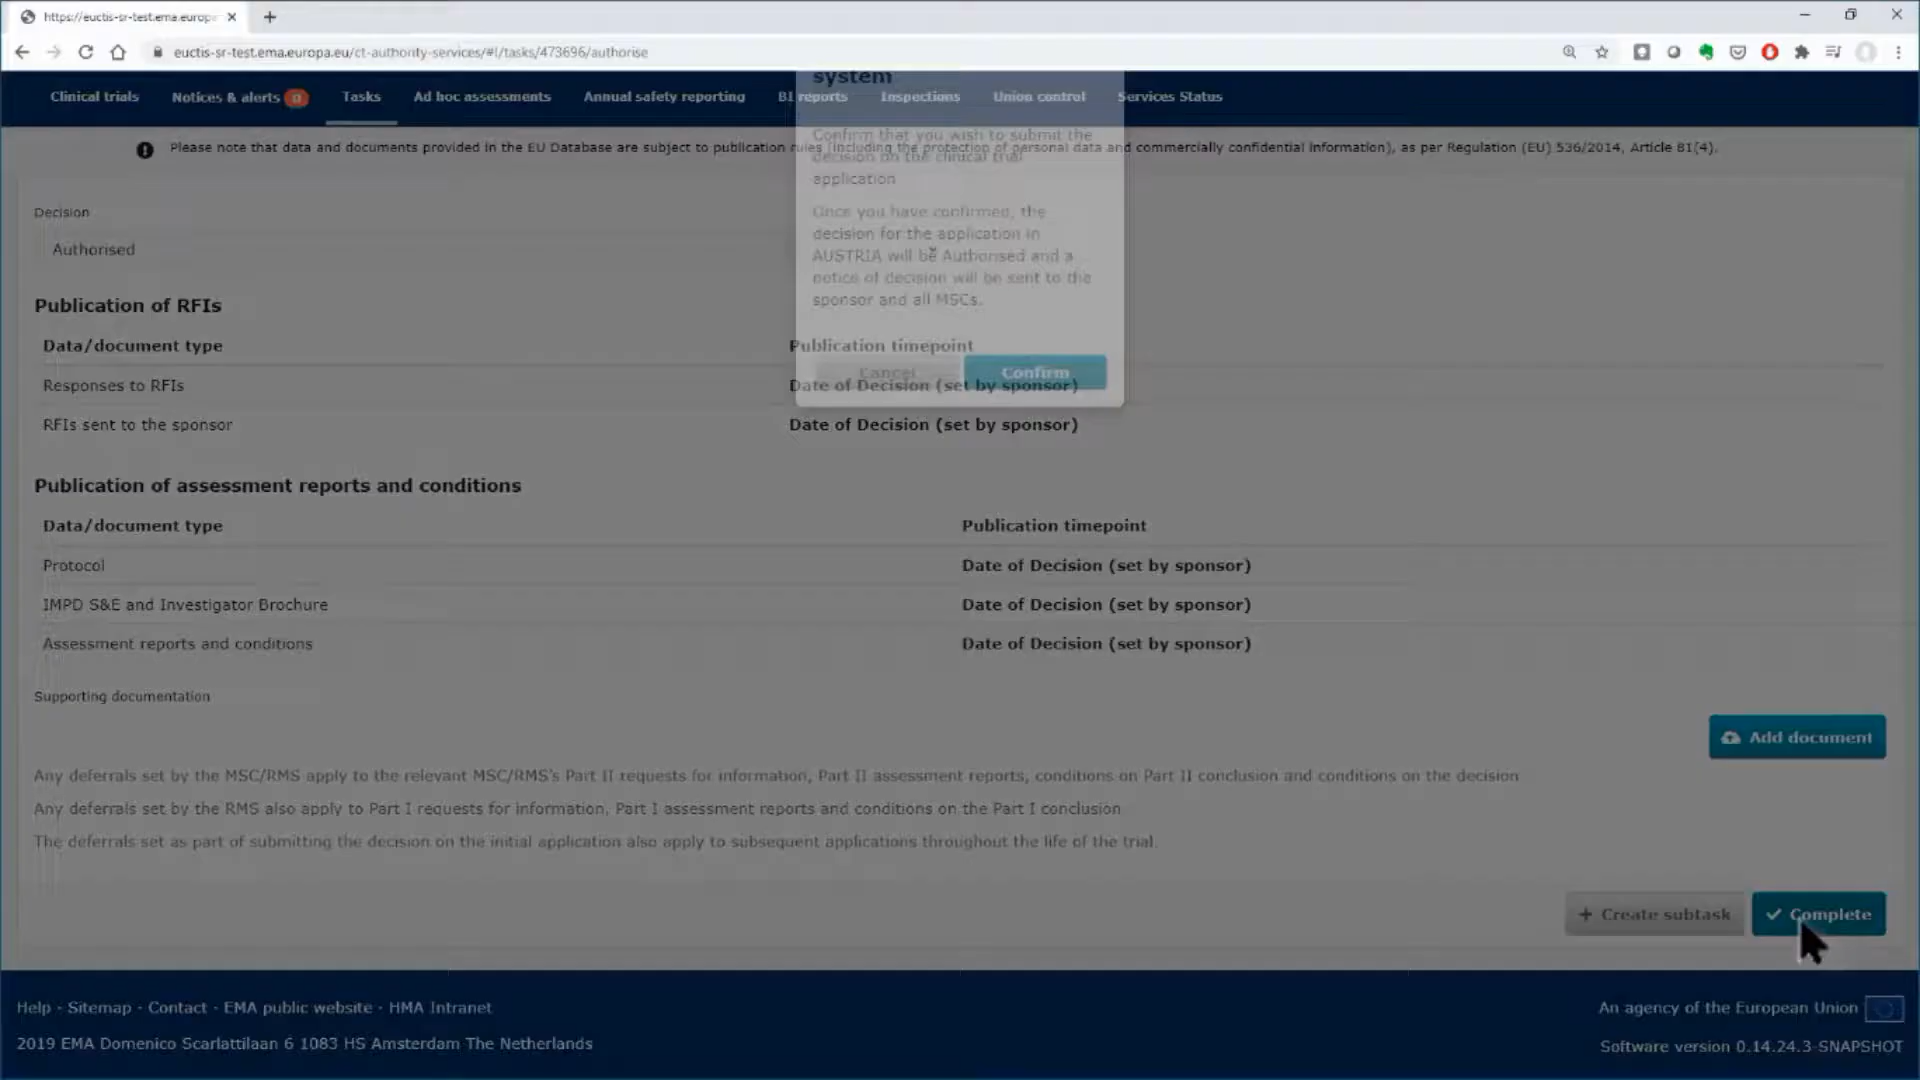 https://euctis-sr-test.ema.europ
euctis-sr-test.ema.europa.eu/ct-authority-services/#!/tasks/473696/authorise
Clinical trials
Notices & alerts 0
Tasks
Ad hoc assessments
Annual safety reporting
BI reports
Inspections
Union control
Services Status
Please note that data and documents provided in the EU Database are subject to publication rules (including the protection of personal data and commercially confidential information), as per Regulation (EU) 536/2014, Article 81(4).
system
Confirm that you wish to submit the
decision on the clinical trial
application
Once you have confirmed, the
decision for the application in
AUSTRIA will be Authorised and a
notice of decision will be sent to the
sponsor and all MSCs.
Cancel
Confirm
Decision
Authorised
Publication of RFIs
Data/document type Publication timepoint
Responses to RFIs Date of Decision (set by sponsor)
RFIs sent to the sponsor Date of Decision (set by sponsor)
Publication of assessment reports and conditions
Data/document type Publication timepoint
Protocol Date of Decision (set by sponsor)
IMPD S&E and Investigator Brochure Date of Decision (set by sponsor)
Assessment reports and conditions Date of Decision (set by sponsor)
Supporting documentation
Add document
Any deferrals set by the MSC/RMS apply to the relevant MSC/RMS's Part II requests for information, Part II assessment reports, conditions on Part II conclusion and conditions on the decision
Any deferrals set by the RMS also apply to Part I requests for information, Part I assessment reports and conditions on the Part I conclusion
The deferrals set as part of submitting the decision on the initial application also apply to subsequent applications throughout the life of the trial.
+ Create subtask
Complete
Help - Sitemap - Contact - EMA public website - HMA Intranet
An agency of the European Union
2019 EMA Domenico Scarlattilaan 6 1083 HS Amsterdam The Netherlands
Software version 0.14.24.3-SNAPSHOT